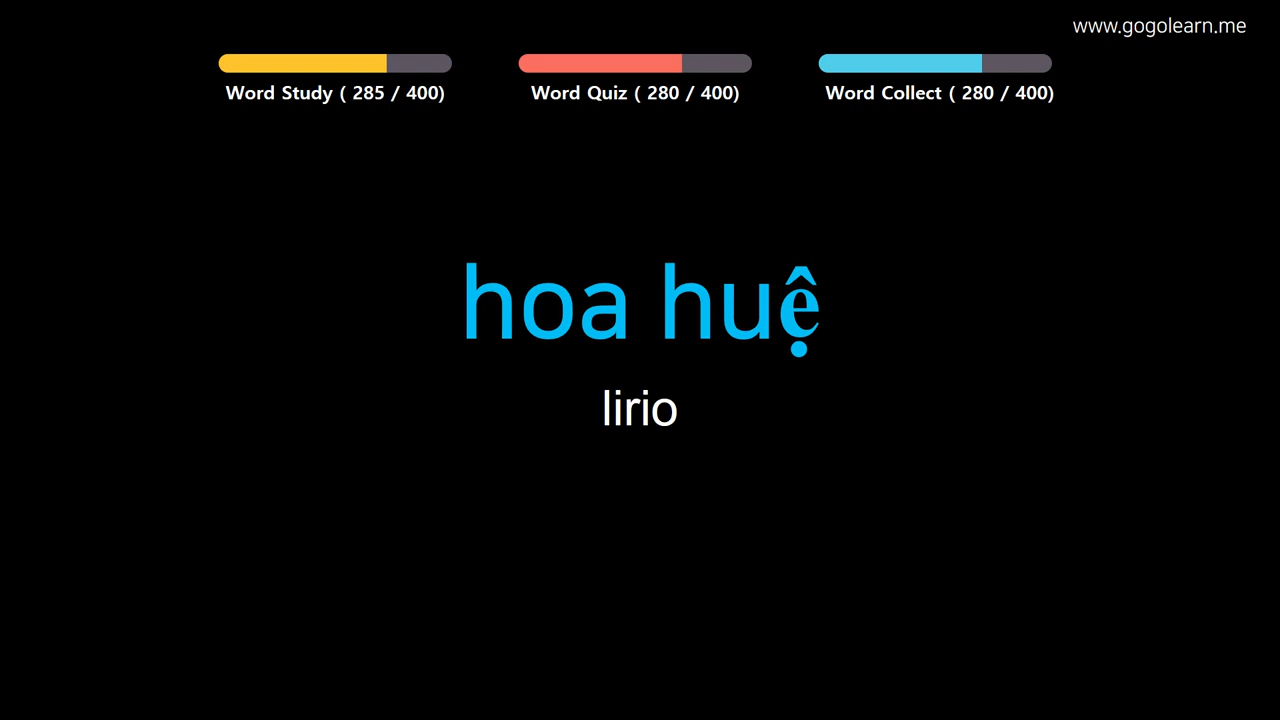 www.gogolearn.me
Word Study ( 285 / 400)
Word Quiz ( 280 / 400)
Word Collect ( 280 / 400)
hoa huệ
lirio